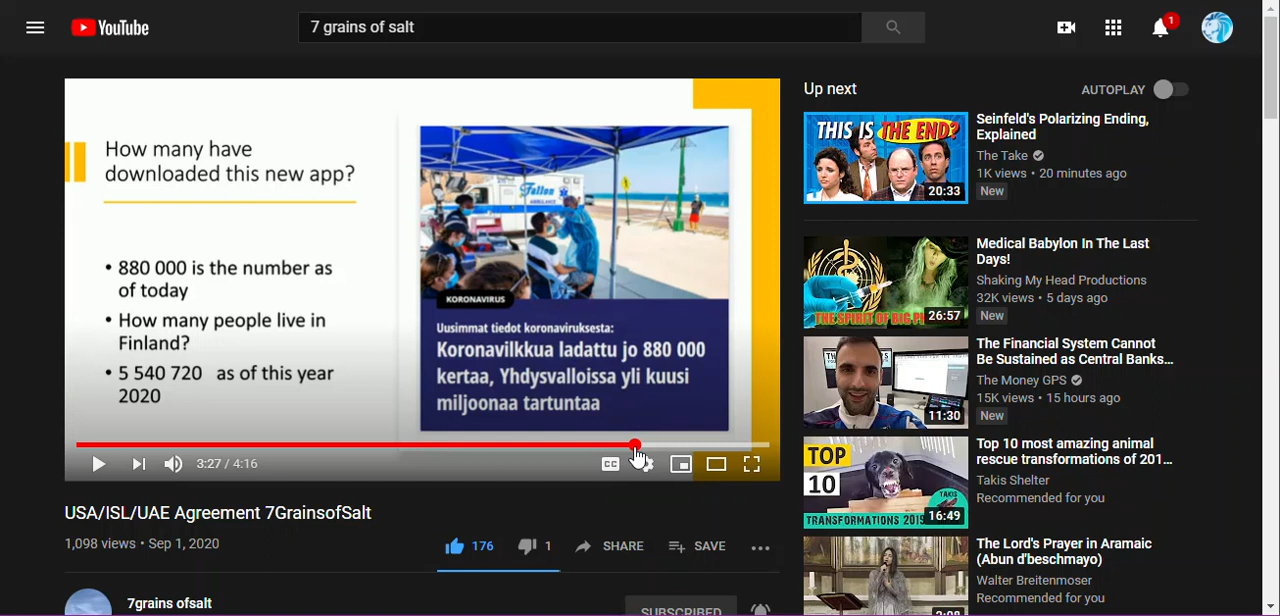 YouTube
7 grains of salt
1
How many have
downloaded this new app?
• 880 000 is the number as
of today
• How many people live in
Finland?
• 5 540 720 as of this year
2020
Fallon
KORONAVIRUS
Uusimmat tiedot koronaviruksesta:
Koronavilkkua ladattu jo 880 000
kertaa, Yhdysvalloissa yli kuusi
miljoonaa tartuntaa
3:27 / 4:16
CC
USA/ISL/UAE Agreement 7GrainsofSalt
1,098 views • Sep 1, 2020
176
1
SHARE
SAVE
7grains ofsalt
SUBSCRIBED
Up next
AUTOPLAY
THIS IS THE END?
20:33
Seinfeld's Polarizing Ending,
Explained
The Take
1K views • 20 minutes ago
New
26:57
Medical Babylon In The Last
Days!
Shaking My Head Productions
32K views • 5 days ago
New
11:30
The Financial System Cannot
Be Sustained as Central Banks...
The Money GPS
15K views • 15 hours ago
New
TOP
10
TRANSFORMATIONS 2019
16:49
Top 10 most amazing animal
rescue transformations of 201...
Takis Shelter
Recommended for you
The Lord's Prayer in Aramaic
(Abun d'beschmayo)
Walter Breitenmoser
Recommended for you